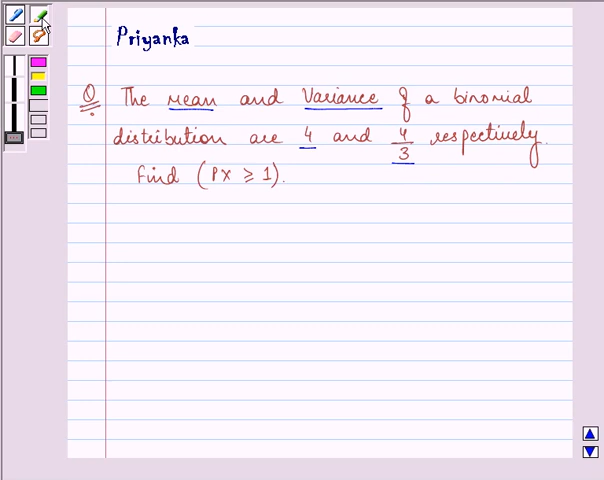 Priyanka
Q The mean and Variance of a binomial
distribution are 4 and 4/3 respectively.
Find (PX ≥ 1).